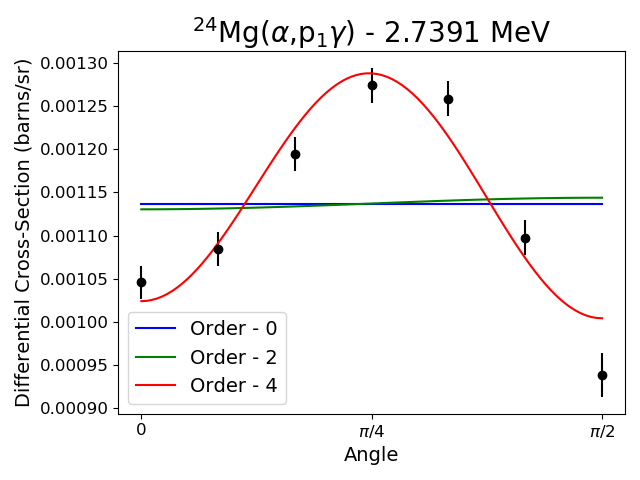 ²⁴Mg(α,p₁γ) - 2.7391 MeV
Differential Cross-Section (barns/sr)
0.00130
0.00125
0.00120
0.00115
0.00110
0.00105
0.00100
0.00095
0.00090
Order - 0
Order - 2
Order - 4
0
π/4
π/2
Angle